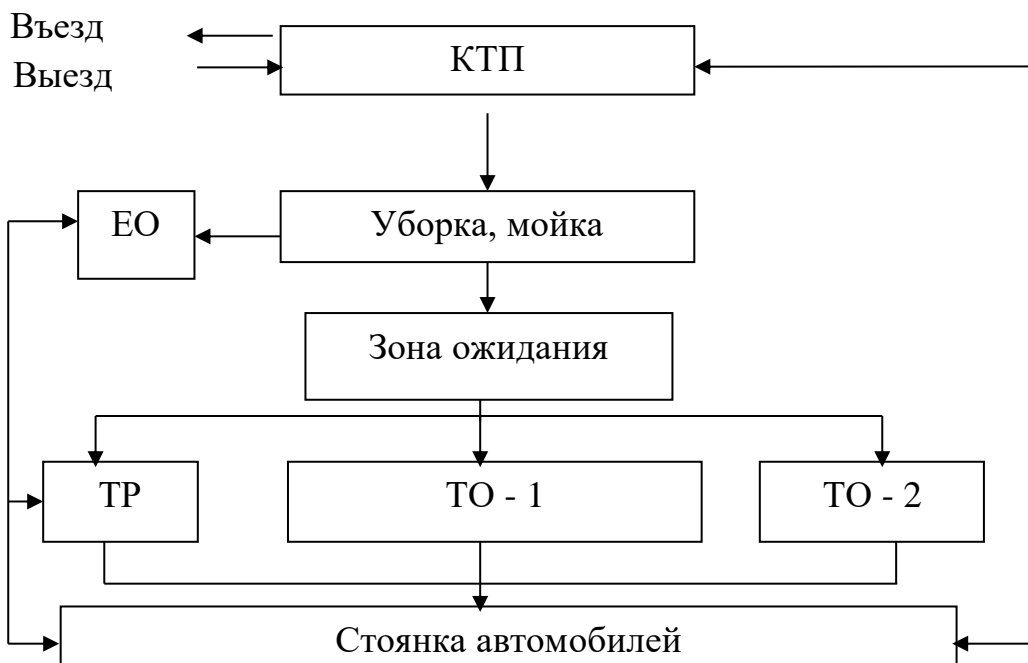 Въезд
КТП
Выезд
ЕО
Уборка, мойка
Зона ожидания
ТР
ТО - 1
ТО - 2
Стоянка автомобилей